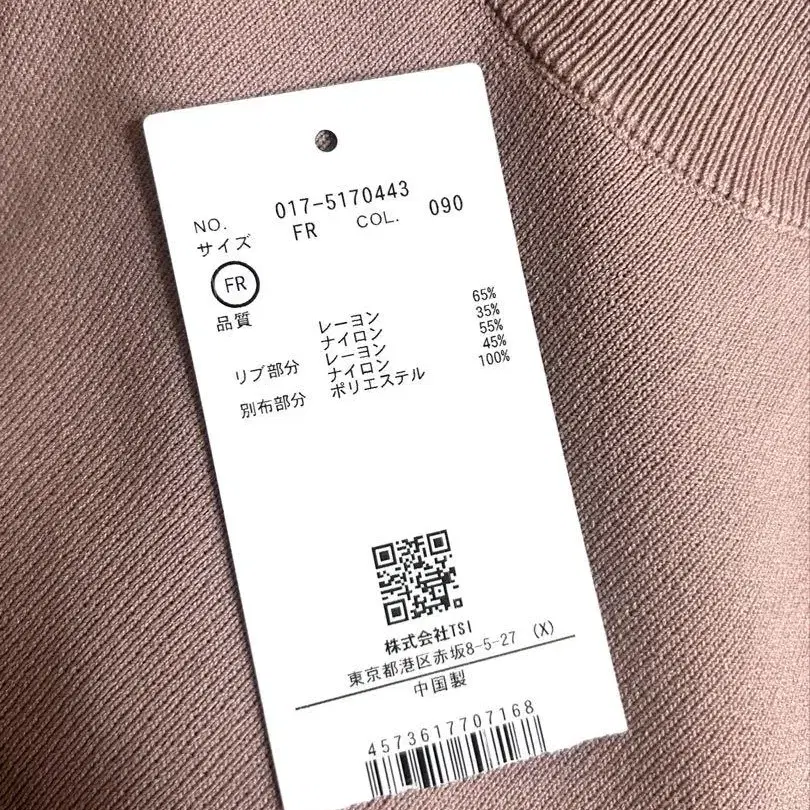 NO. 017-5170443
サイズ FR COL. 090
FR
品質 レーヨン 65%
ナイロン 35%
リブ部分 レーヨン 55%
ナイロン 45%
別布部分 ポリエステル 100%
株式会社TSI
東京都港区赤坂8-5-27 (X)
中国製
4573617707168